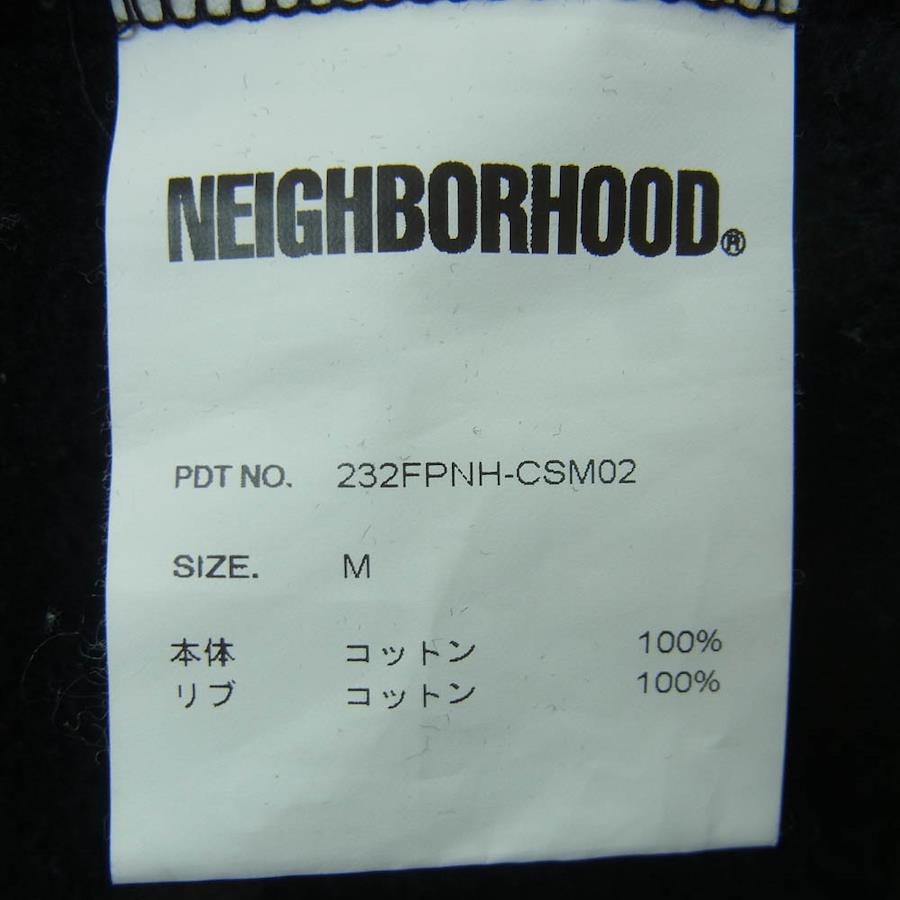 NEIGHBORHOOD®
PDT NO. 232FPNH-CSM02
SIZE. M
本体 コットン 100%
リブ コットン 100%